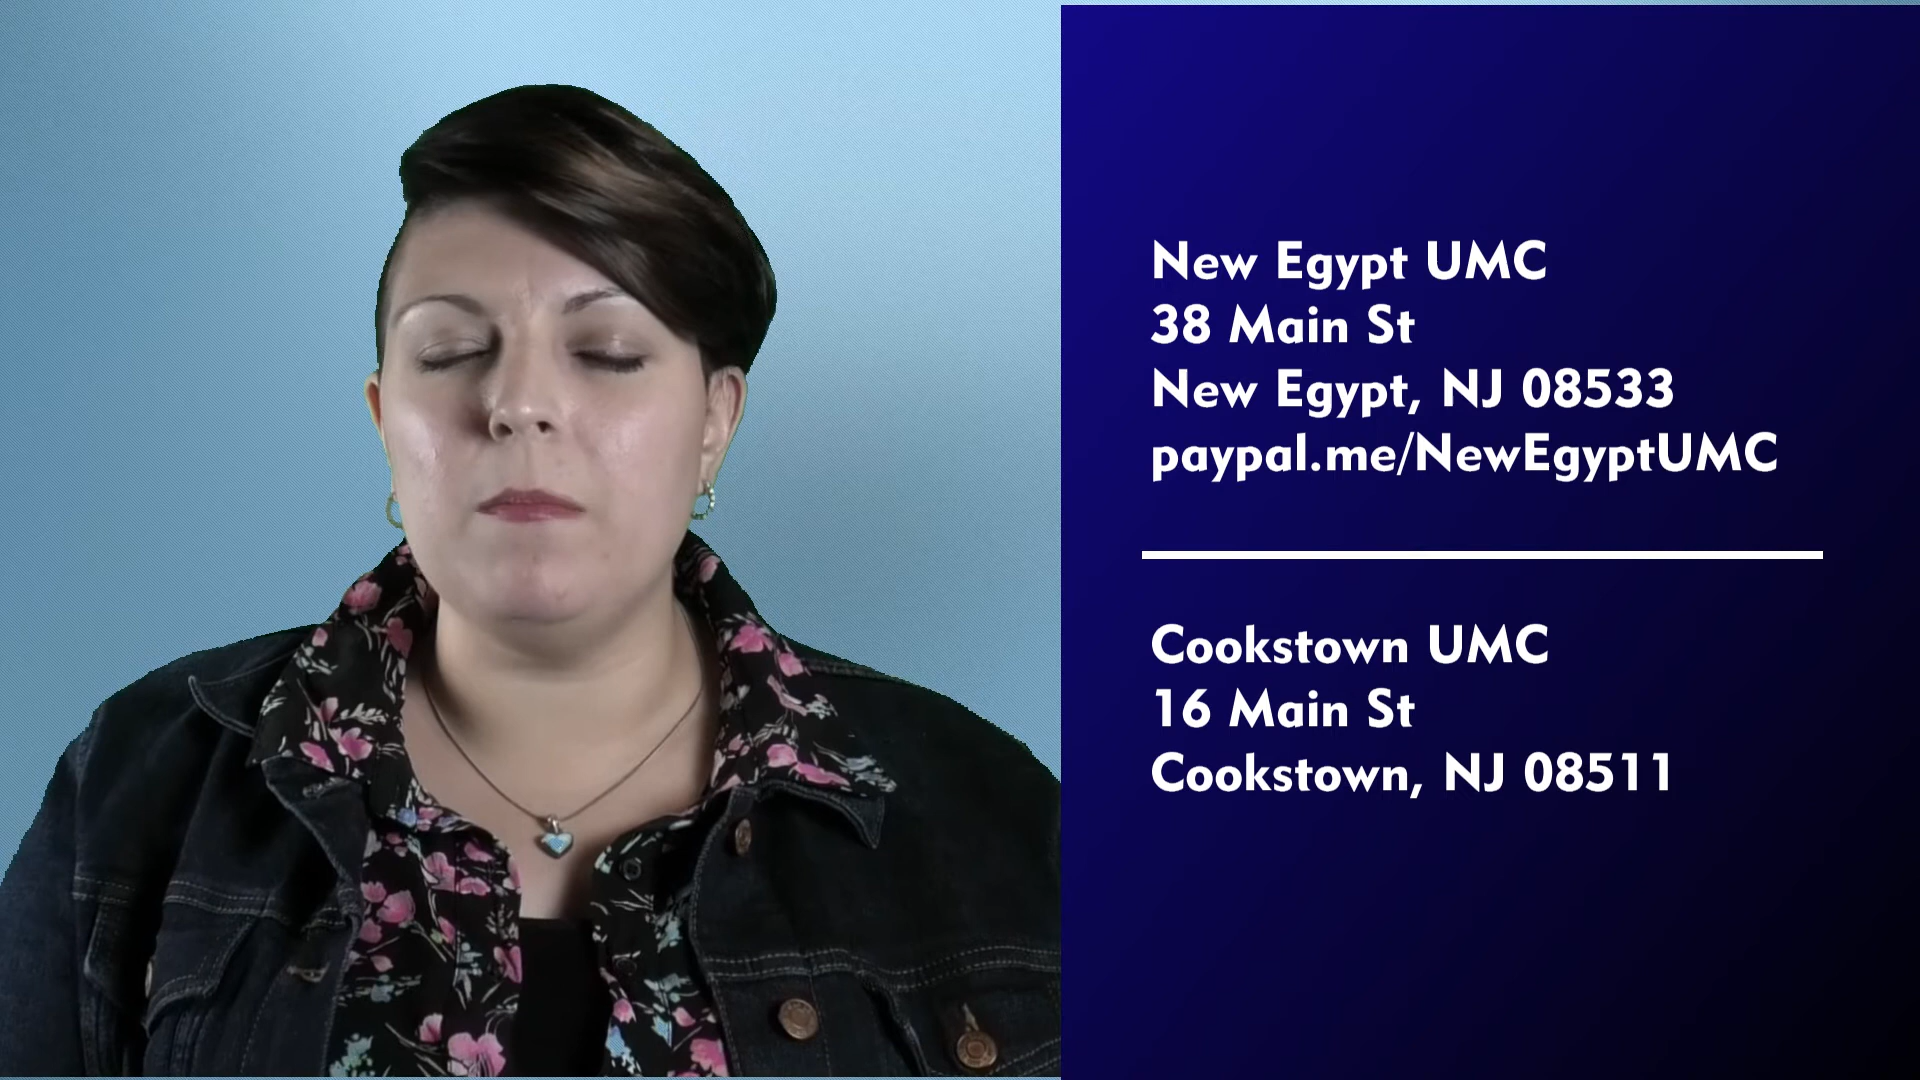 New Egypt UMC
38 Main St
New Egypt, NJ 08533
paypal.me/NewEgyptUMC
Cookstown UMC
16 Main St
Cookstown, NJ 08511